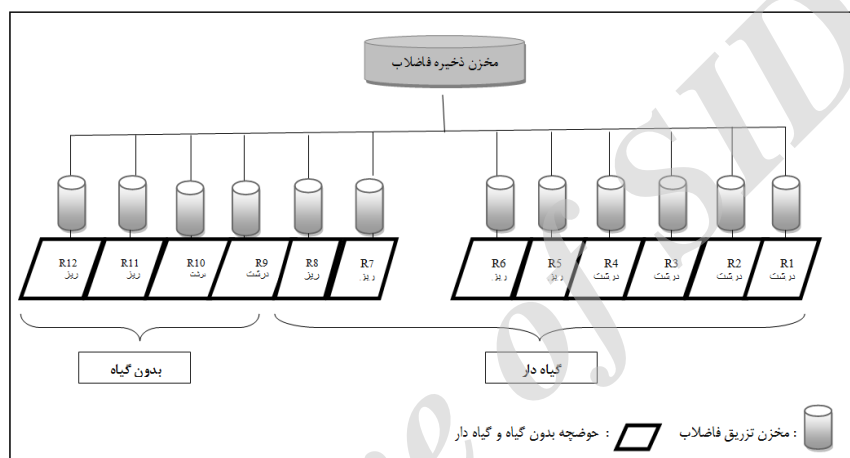 مخزن ذخیره فاضلاب
R1
درشت
R2
درشت
R3
درشت
R4
درشت
R5
ریز
R6
ریز
R7
ریز
R8
ریز
R9
درشت
R10
درشت
R11
ریز
R12
ریز
گیاه دار
بدون گیاه
: مخزن تزریق فاضلاب
: حوضچه بدون گیاه و گیاه دار
e of SID